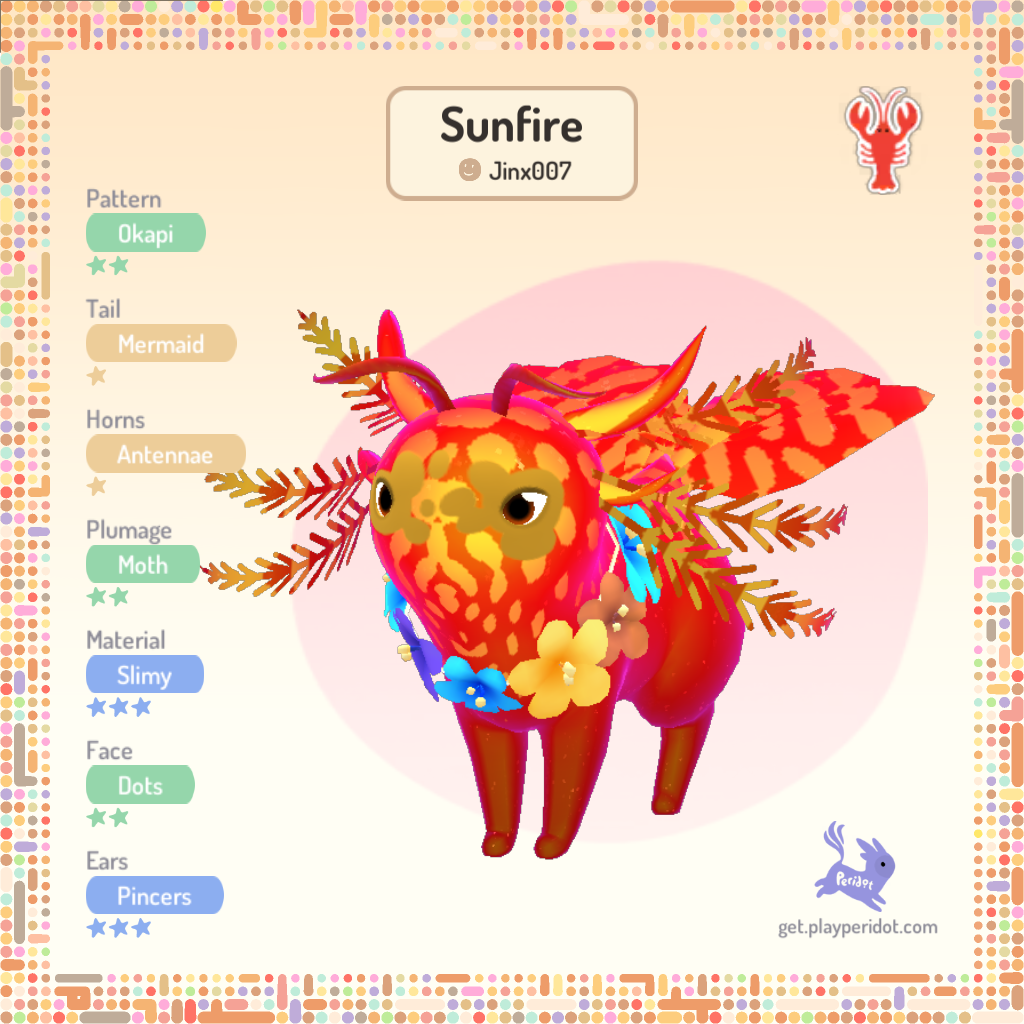 Sunfire
Jinx007
Pattern
Okapi
Tail
Mermaid
Horns
Antennae
Plumage
Moth
Material
Slimy
Face
Dots
Ears
Pincers
Peridot
get.playperidot.com